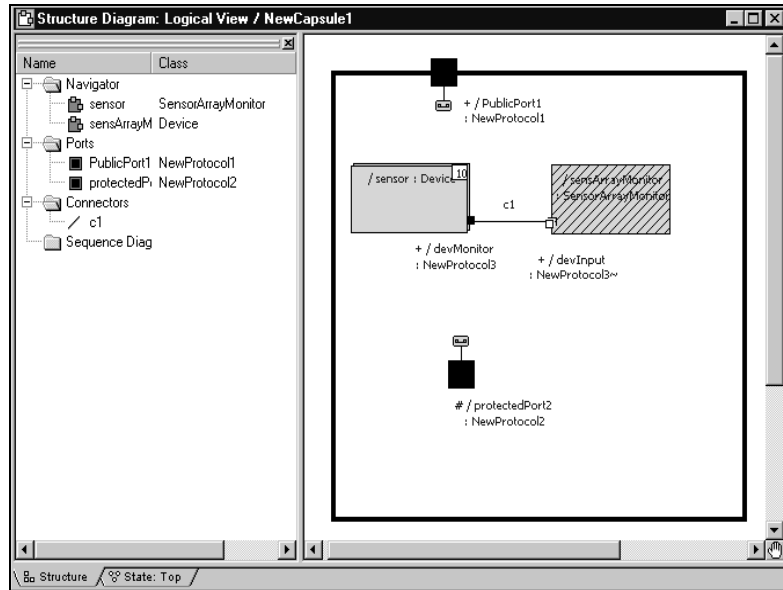 Structure Diagram: Logical View / NewCapsule1
Name Class
Navigator
sensor SensorArrayMonitor
sensArrayM Device
Ports
PublicPort1 NewProtocol1
protectedP NewProtocol2
Connectors
c1
Sequence Diag
+ / PublicPort1
: NewProtocol1
/ sensor : Device 10
/ sensArrayMonitor
: SensorArrayMonitor
c1
+ / devMonitor
: NewProtocol3
+ / devInput
: NewProtocol3~
# / protectedPort2
: NewProtocol2
Structure State: Top